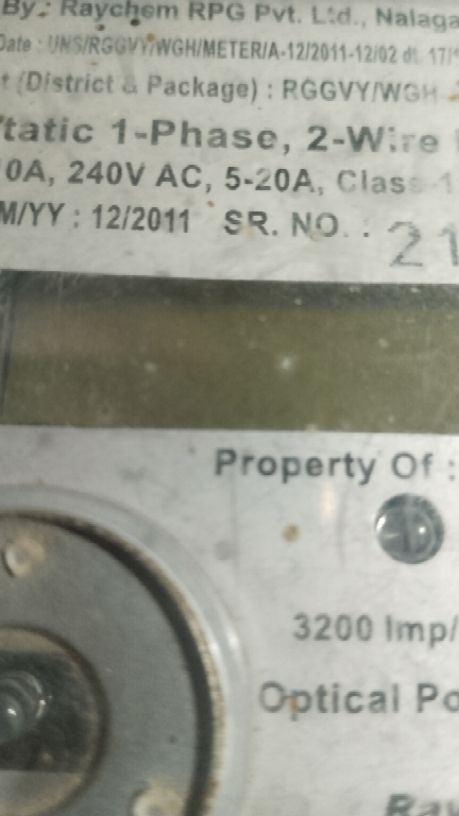 By: Raychem RPG Pvt. Ltd., Nalaga
Date : UNS/RGGVY/WGH/METER/A-12/2011-12/02 dt. 17/
t (District & Package) : RGGVY/WGH -
tatic 1-Phase, 2-Wire
0A, 240V AC, 5-20A, Class-1
M/YY : 12/2011 SR. NO. : 21
Property Of :
3200 Imp/
Optical Po
Ray